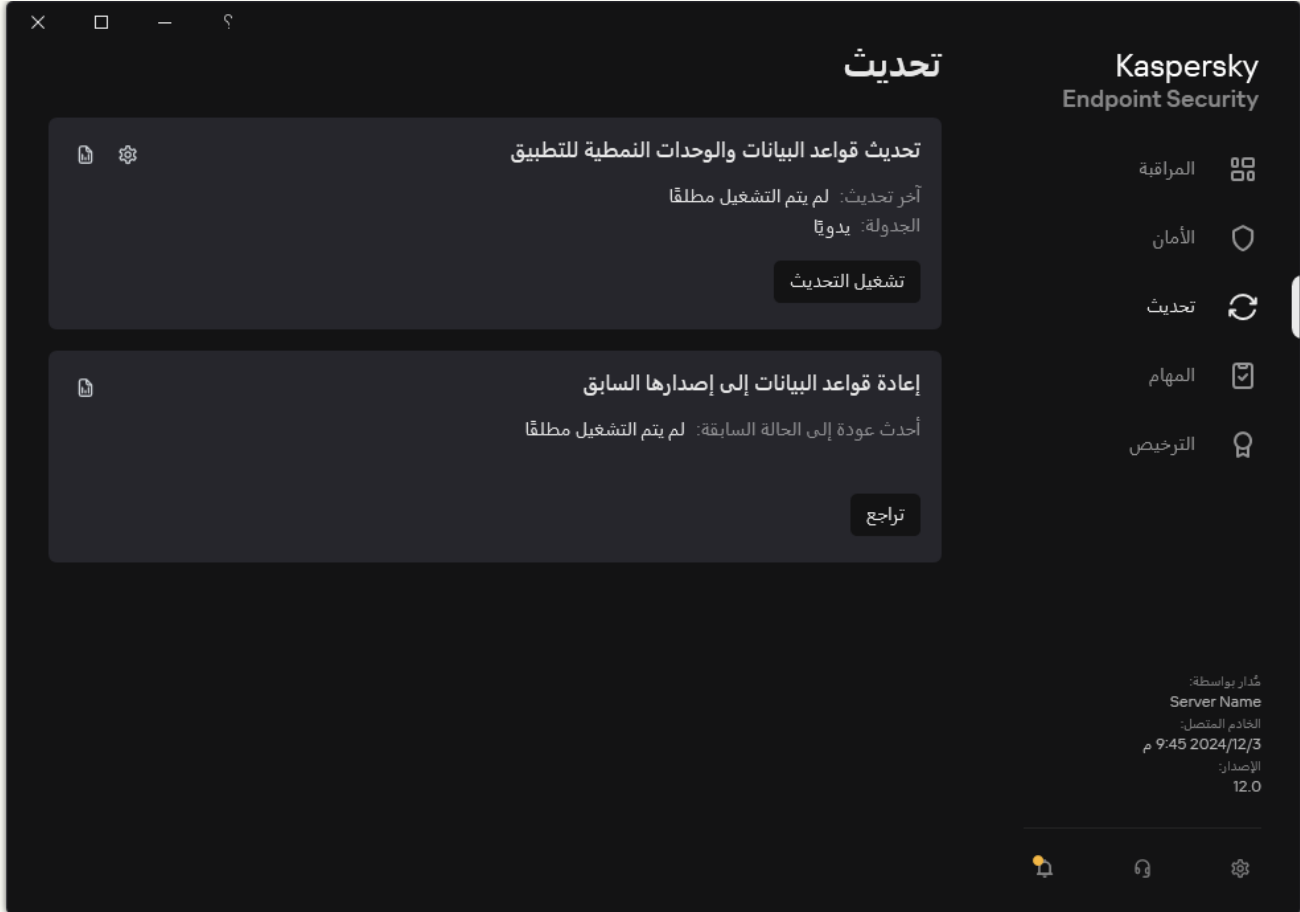 Kaspersky
Endpoint Security
المراقبة
الأمان
تحديث
المهام
الترخيص
مُدار بواسطة:
Server Name
الخادم المتصل:
2024/12/3 9:45 م
الإصدار:
12.0
؟
تحديث
تحديث قواعد البيانات والوحدات النمطية للتطبيق
آخر تحديث: لم يتم التشغيل مطلقًا
الجدولة: يدويًا
تشغيل التحديث
إعادة قواعد البيانات إلى إصدارها السابق
أحدث عودة إلى الحالة السابقة: لم يتم التشغيل مطلقًا
تراجع